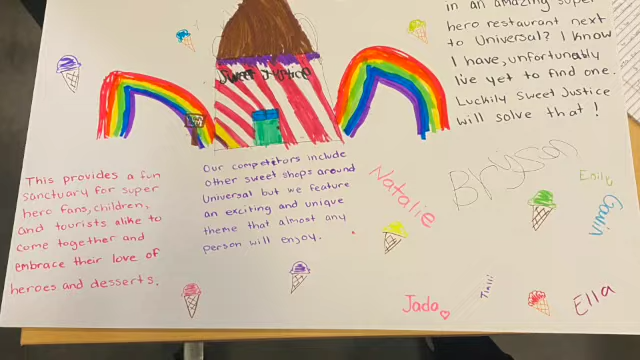 in an amazing super
hero restaurant next
to Universal? I know
I have, unfortunately
I've yet to find one.
Luckily Sweet Justice
will solve that!
Sweet Justice
This provides a fun
sanctuary for super
hero fans, children,
and tourists alike to
come together and
embrace their love of
heroes and desserts.
Our competitors include
other sweet shops around
Universal but we feature
an exciting and unique
theme that almost any
person will enjoy.
Natalie
Bryson
Emily
Gavin
Jada
Ella